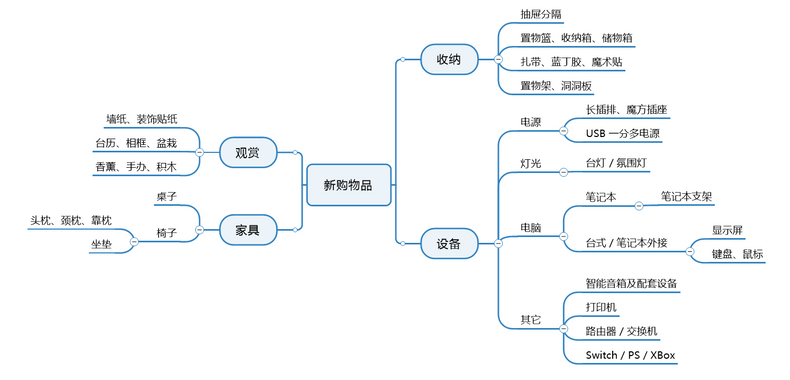 新购物品
收纳
抽屉分隔
置物篮、收纳箱、储物箱
扎带、蓝丁胶、魔术贴
置物架、洞洞板
设备
电源
长插排、魔方插座
USB 一分多电源
灯光
台灯 / 氛围灯
电脑
笔记本
笔记本支架
台式 / 笔记本外接
显示屏
键盘、鼠标
其它
智能音箱及配套设备
打印机
路由器 / 交换机
Switch / PS / XBox
观赏
墙纸、装饰贴纸
台历、相框、盆栽
香薰、手办、积木
家具
桌子
椅子
头枕、颈枕、靠枕
坐垫